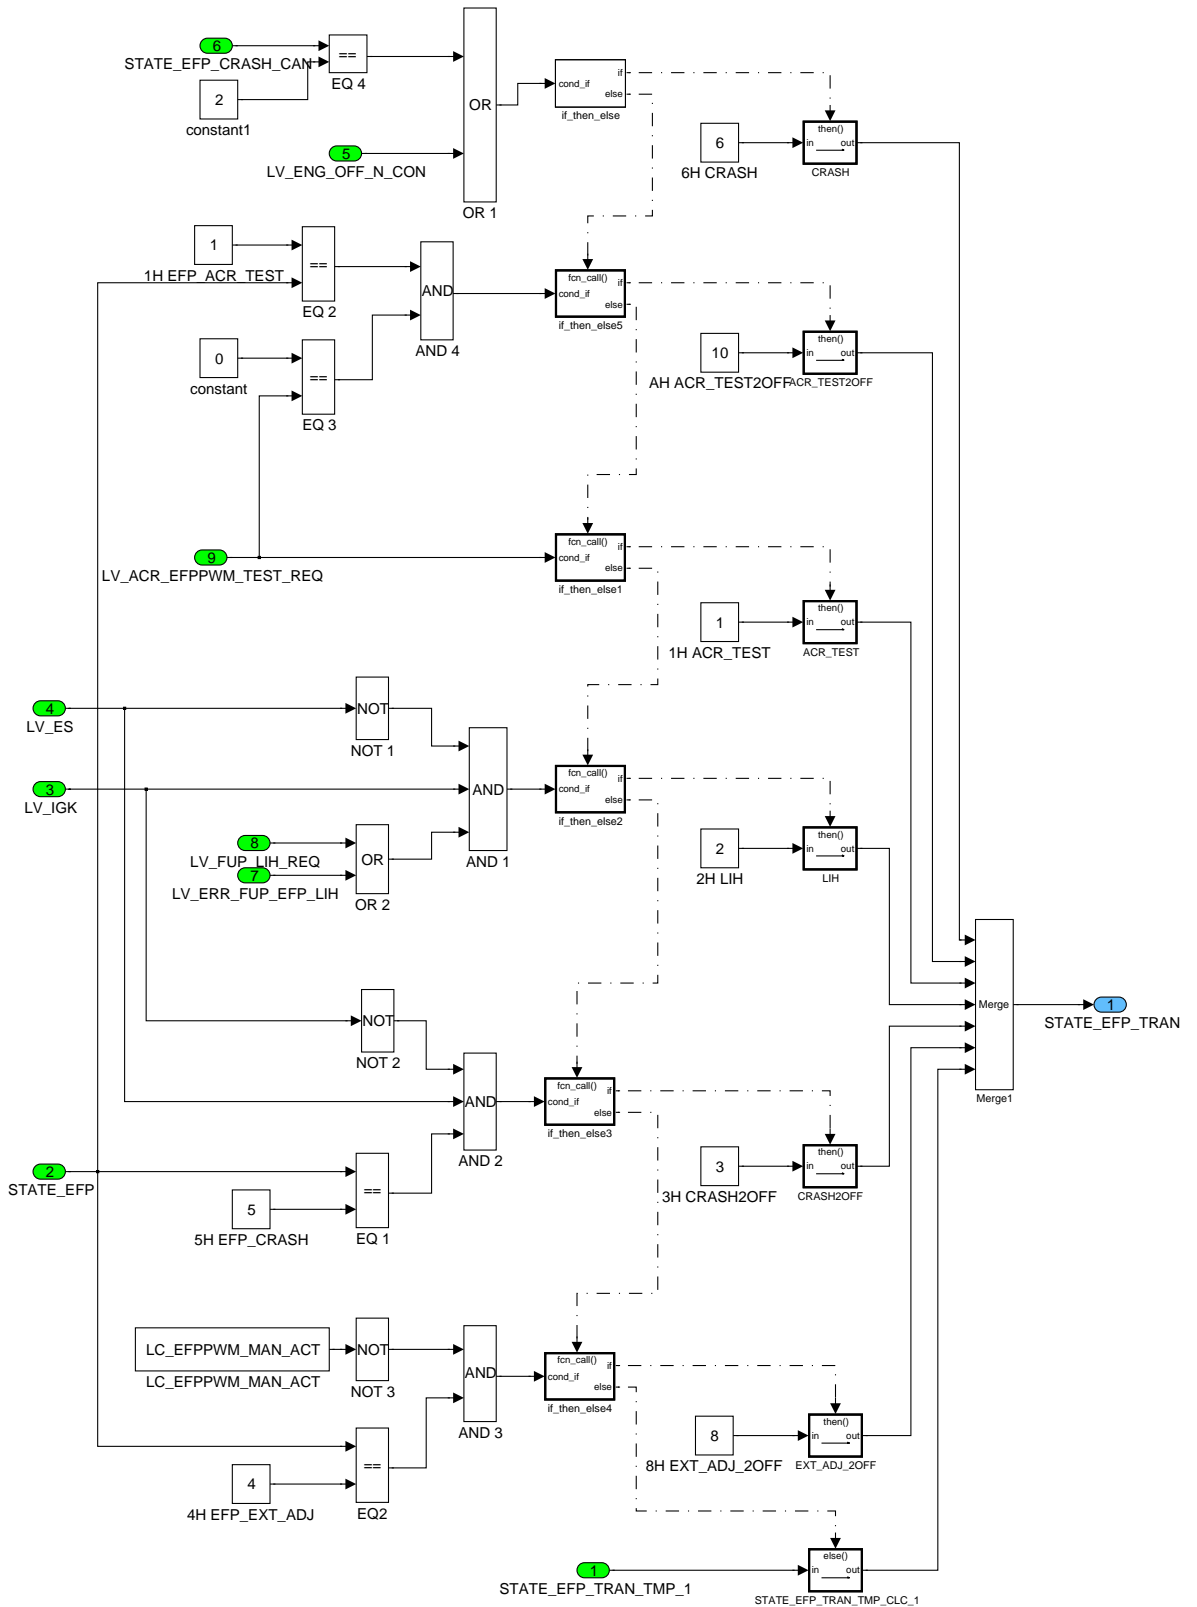 6
STATE_EFP_CRASH_CAN
==
EQ 4
2
constant1
5
LV_ENG_OFF_N_CON
OR
OR 1
cond_if
if
else
if_then_else
6
6H CRASH
then()
in
out
CRASH
1
1H EFP_ACR_TEST
==
EQ 2
AND
AND 4
0
constant
==
EQ 3
fcn_call()
cond_if
if
else
if_then_else5
10
AH ACR_TEST2OFF
then()
in
out
ACR_TEST2OFF
9
LV_ACR_EFPPWM_TEST_REQ
fcn_call()
cond_if
if
else
if_then_else1
1
1H ACR_TEST
then()
in
out
ACR_TEST
4
LV_ES
NOT
NOT 1
3
LV_IGK
8
LV_FUP_LIH_REQ
7
LV_ERR_FUP_EFP_LIH
OR
OR 2
AND
AND 1
fcn_call()
cond_if
if
else
if_then_else2
2
2H LIH
then()
in
out
LIH
Merge
Merge1
1
STATE_EFP_TRAN
NOT
NOT 2
AND
AND 2
2
STATE_EFP
5
5H EFP_CRASH
==
EQ 1
fcn_call()
cond_if
if
else
if_then_else3
3
3H CRASH2OFF
then()
in
out
CRASH2OFF
LC_EFPPWM_MAN_ACT
LC_EFPPWM_MAN_ACT
NOT
NOT 3
AND
AND 3
4
4H EFP_EXT_ADJ
==
EQ2
fcn_call()
cond_if
if
else
if_then_else4
8
8H EXT_ADJ_2OFF
then()
in
out
EXT_ADJ_2OFF
1
STATE_EFP_TRAN_TMP_1
else()
in
out
STATE_EFP_TRAN_TMP_CLC_1